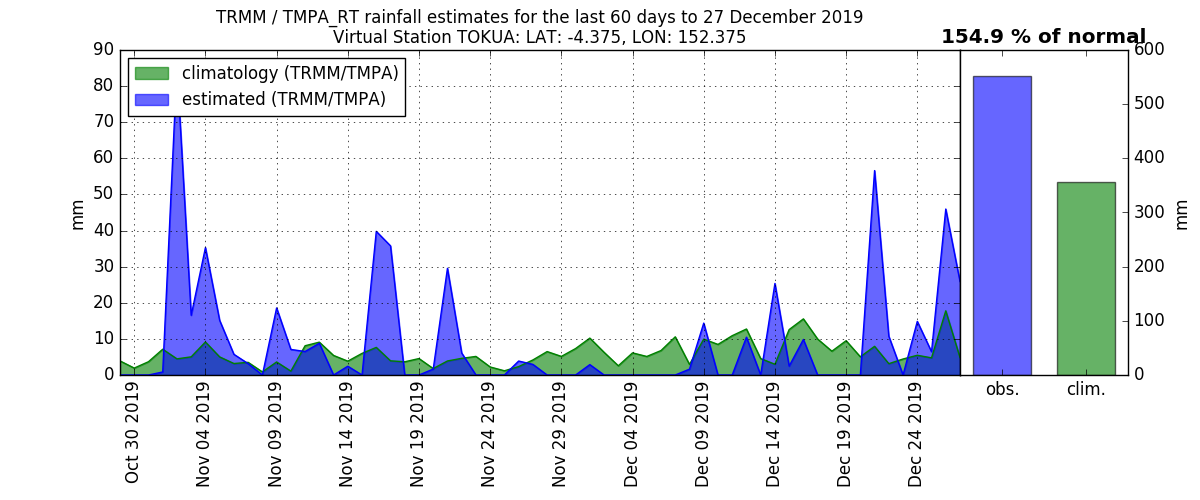 TRMM / TMPA_RT rainfall estimates for the last 60 days to 27 December 2019
Virtual Station TOKUA: LAT: -4.375, LON: 152.375
154.9 % of normal
climatology (TRMM/TMPA)
estimated (TRMM/TMPA)
mm
90
80
70
60
50
40
30
20
10
0
Oct 30 2019
Nov 04 2019
Nov 09 2019
Nov 14 2019
Nov 19 2019
Nov 24 2019
Nov 29 2019
Dec 04 2019
Dec 09 2019
Dec 14 2019
Dec 19 2019
Dec 24 2019
obs.
clim.
600
500
400
300
200
100
0
mm